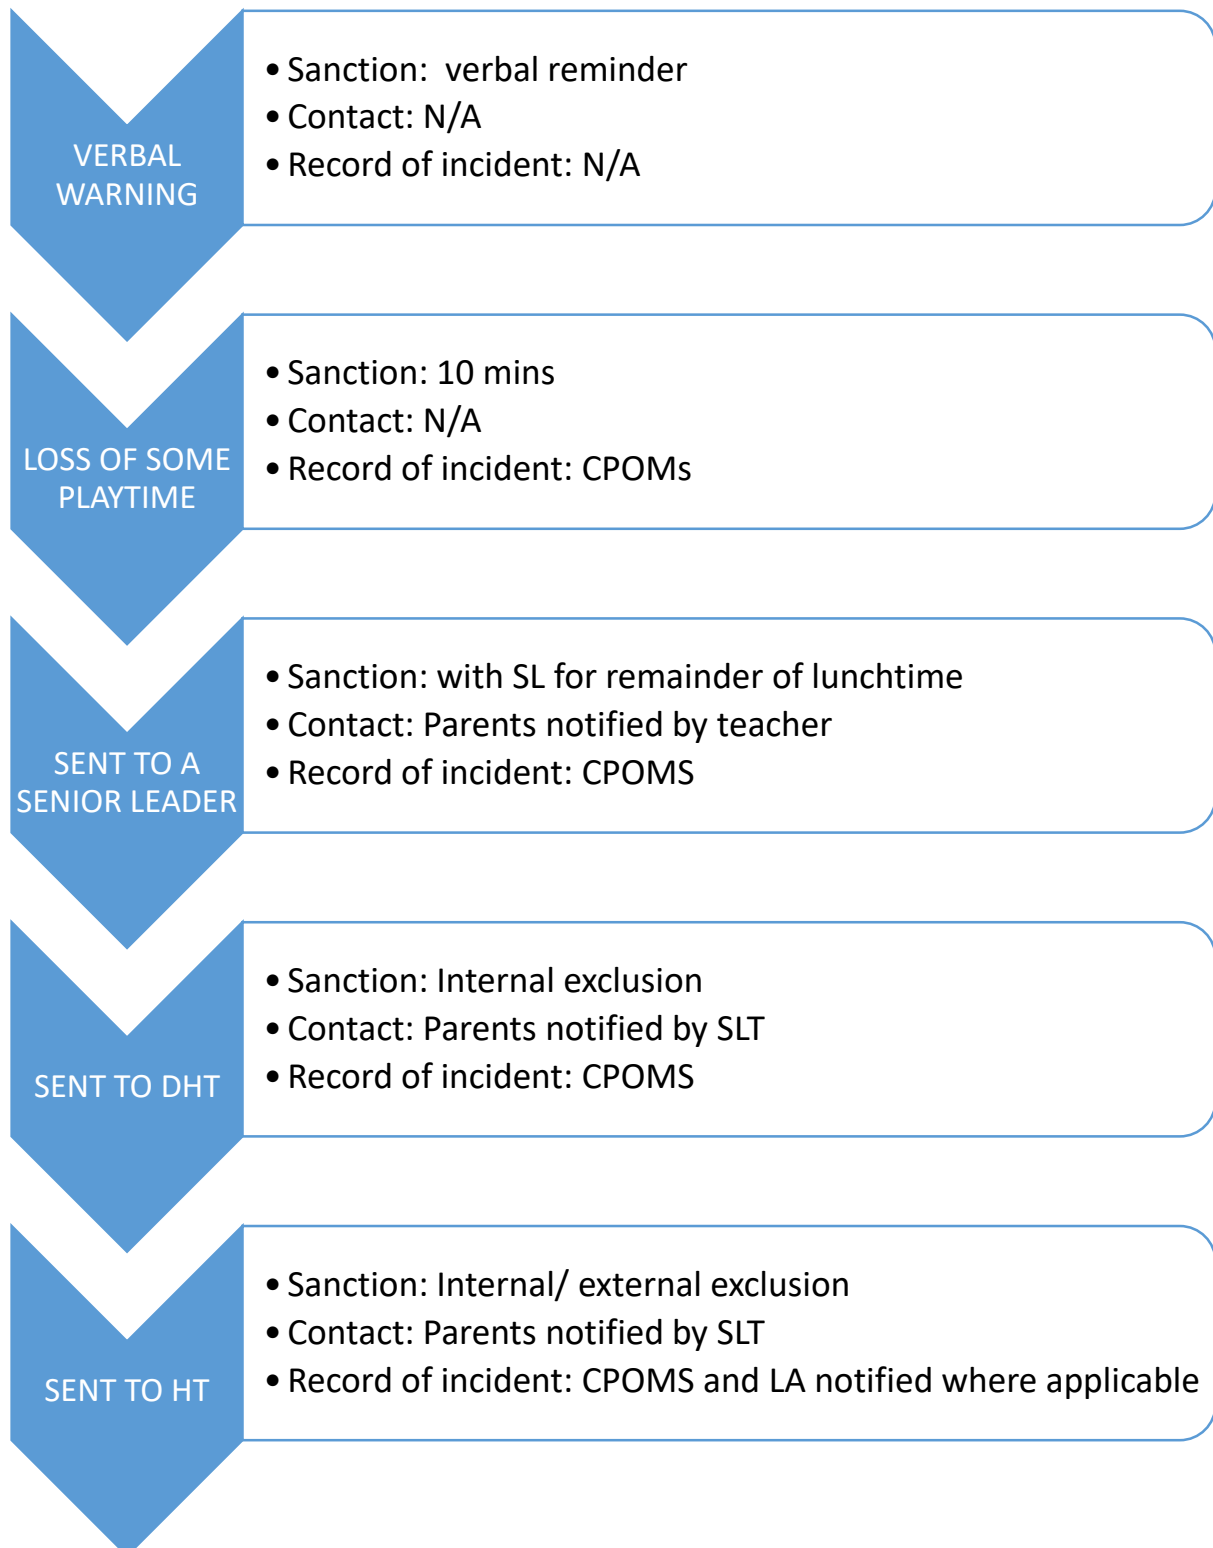 VERBAL
WARNING
• Sanction:  verbal reminder
• Contact: N/A
• Record of incident: N/A
LOSS OF SOME
PLAYTIME
• Sanction: 10 mins
• Contact: N/A
• Record of incident: CPOMs
SENT TO A
SENIOR LEADER
• Sanction: with SL for remainder of lunchtime
• Contact: Parents notified by teacher
• Record of incident: CPOMS
SENT TO DHT
• Sanction: Internal exclusion
• Contact: Parents notified by SLT
• Record of incident: CPOMS
SENT TO HT
• Sanction: Internal/ external exclusion
• Contact: Parents notified by SLT
• Record of incident: CPOMS and LA notified where applicable